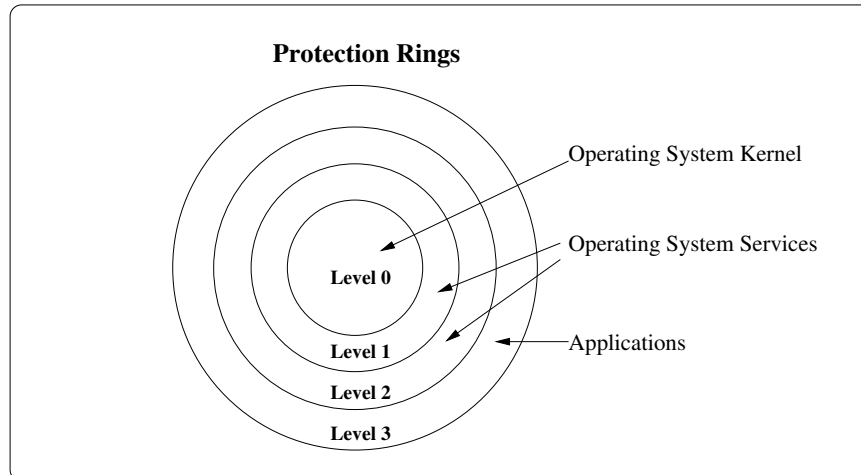 Protection Rings
Operating System Kernel
Operating System Services
Level 0
Applications
Level 1
Level 2
Level 3